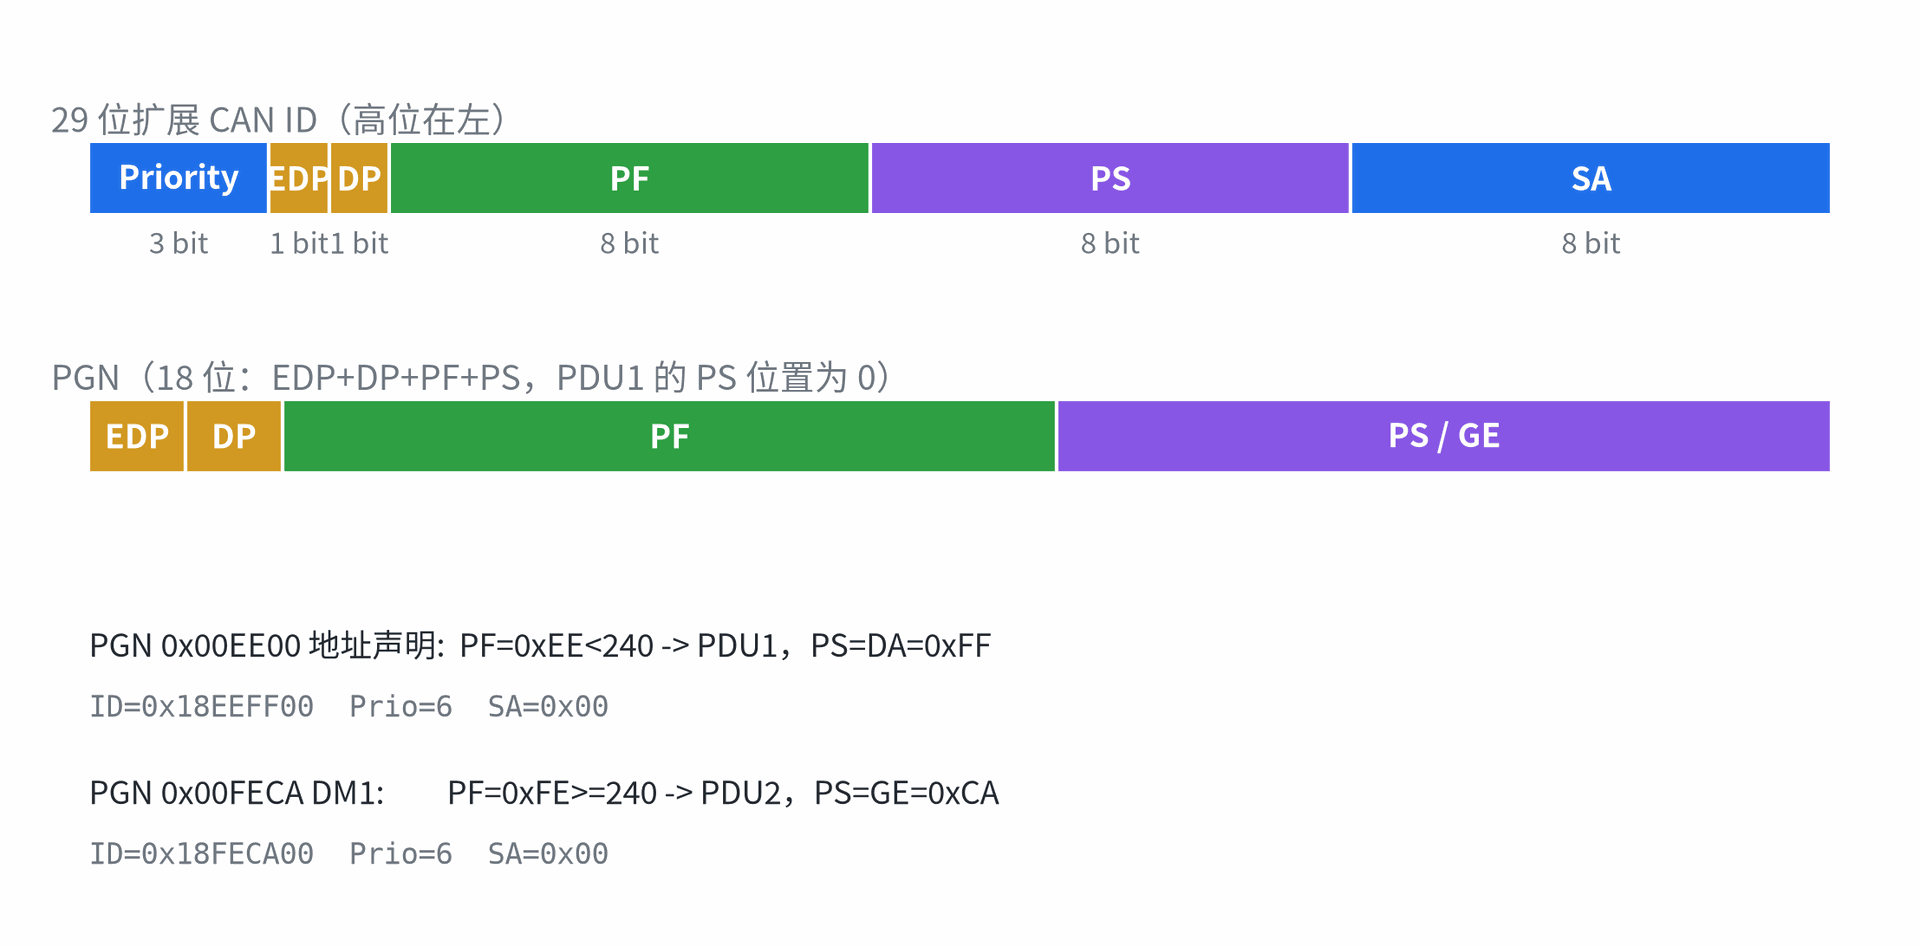 29 位扩展 CAN ID（高位在左）
Priority EDP DP PF PS SA
3 bit 1 bit 1 bit 8 bit 8 bit 8 bit
PGN（18 位：EDP+DP+PF+PS，PDU1 的 PS 位置为 0）
EDP DP PF PS / GE
PGN 0x00EE00 地址声明: PF=0xEE<240 -> PDU1，PS=DA=0xFF
ID=0x18EEFF00 Prio=6 SA=0x00
PGN 0x00FECA DM1: PF=0xFE>=240 -> PDU2，PS=GE=0xCA
ID=0x18FECA00 Prio=6 SA=0x00